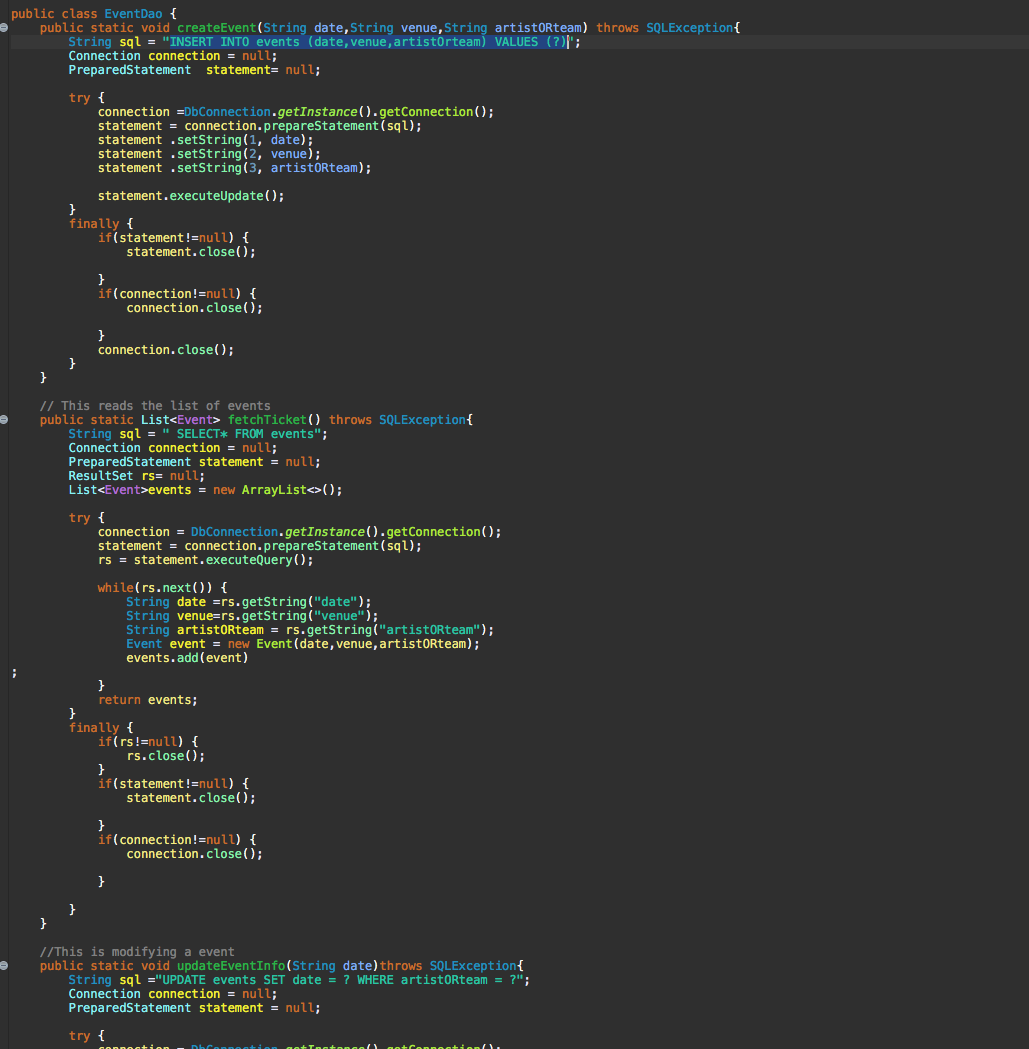 public class EventDao {
public static void createEvent(String date,String venue,String artistORteam) throws SQLException{
String sql = "INSERT INTO events (date,venue,artistOrteam) VALUES (?)";
Connection connection = null;
PreparedStatement statement= null;
try {
connection =DbConnection.getInstance().getConnection();
statement = connection.prepareStatement(sql);
statement .setString(1, date);
statement .setString(2, venue);
statement .setString(3, artistORteam);
statement.executeUpdate();
}
finally {
if(statement!=null) {
statement.close();
}
if(connection!=null) {
connection.close();
}
connection.close();
}
}
// This reads the list of events
public static List<Event> fetchTicket() throws SQLException{
String sql = " SELECT* FROM events";
Connection connection = null;
PreparedStatement statement = null;
ResultSet rs= null;
List<Event>events = new ArrayList<>();
try {
connection = DbConnection.getInstance().getConnection();
statement = connection.prepareStatement(sql);
rs = statement.executeQuery();
while(rs.next()) {
String date =rs.getString("date");
String venue=rs.getString("venue");
String artistORteam = rs.getString("artistORteam");
Event event = new Event(date,venue,artistORteam);
events.add(event)
;
}
return events;
}
finally {
if(rs!=null) {
rs.close();
}
if(statement!=null) {
statement.close();
}
if(connection!=null) {
connection.close();
}
}
}
//This is modifying a event
public static void updateEventInfo(String date)throws SQLException{
String sql ="UPDATE events SET date = ? WHERE artistORteam = ?";
Connection connection = null;
PreparedStatement statement = null;
try {
connection = DbConnection.getInstance().getConnection();